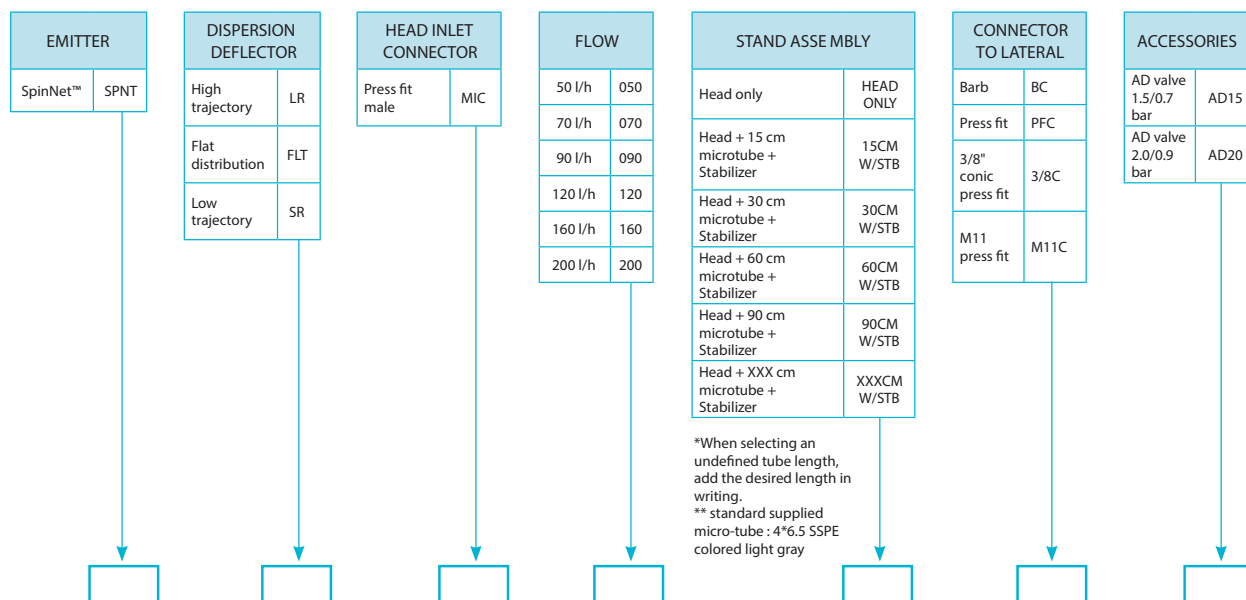 EMITTER
SpinNet™ SPNT
DISPERSION
DEFLECTOR
High
trajectory
LR
Flat
distribution
FLT
Low
trajectory
SR
HEAD INLET
CONNECTOR
Press fit
male
MIC
FLOW
50 l/h 050
70 l/h 070
90 l/h 090
120 l/h 120
160 l/h 160
200 l/h 200
STAND ASSE MBLY
Head only
HEAD
ONLY
Head + 15 cm
microtube +
Stabilizer
15CM
W/STB
Head + 30 cm
microtube +
Stabilizer
30CM
W/STB
Head + 60 cm
microtube +
Stabilizer
60CM
W/STB
Head + 90 cm
microtube +
Stabilizer
90CM
W/STB
Head + XXX cm
microtube +
Stabilizer
XXXCM
W/STB
*When selecting an
undefined tube length,
add the desired length in
writing.
** standard supplied
micro-tube : 4*6.5 SSPE
colored light gray
CONNECTOR
TO LATERAL
Barb BC
Press fit PFC
3/8"
conic
press fit
3/8C
M11
press fit
M11C
ACCESSORIES
AD valve
1.5/0.7
bar
AD15
AD valve
2.0/0.9
bar
AD20